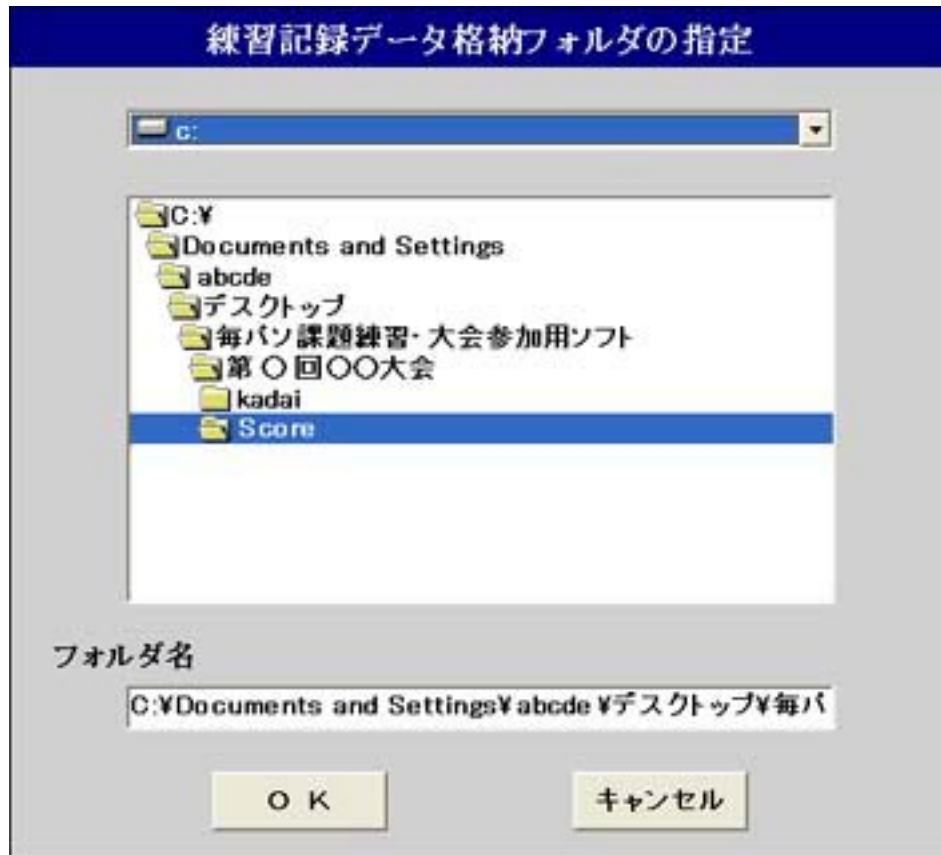 練習記録データ格納フォルダの指定
c:
C:¥
Documents and Settings
abcde
デスクトップ
毎パソ課題練習・大会参加用ソフト
第〇回〇〇大会
kadai
Score
フォルダ名
C:¥Documents and Settings¥abcde¥デスクトップ¥毎パ
ＯＫ
キャンセル